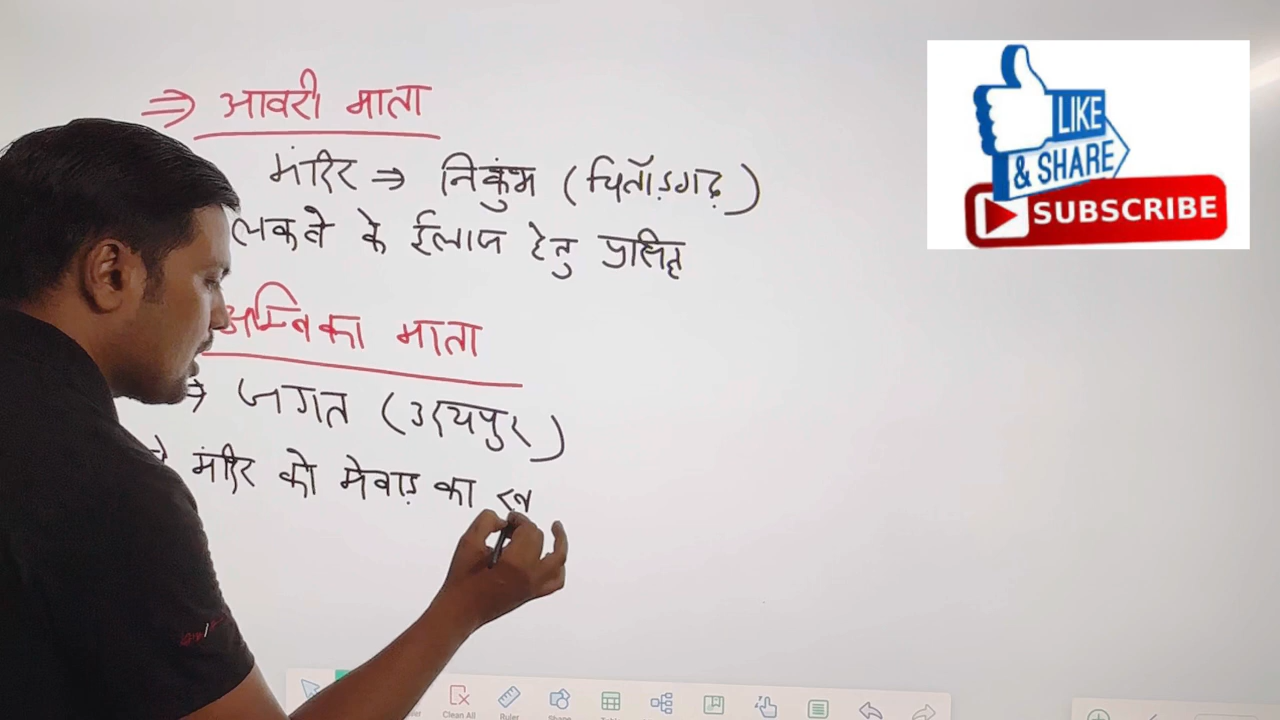 ⇒ आवरी माता
मंदिर ⇒ निकुंभ (चित्तौड़गढ़)
लकवे के ईलाज हेतु प्रसिद्ध
अम्बिका माता
⇒ जगत (उदयपुर)
⇒ मंदिर को मेवाड़ का
LIKE
& SHARE
SUBSCRIBE
Clean All
Ruler